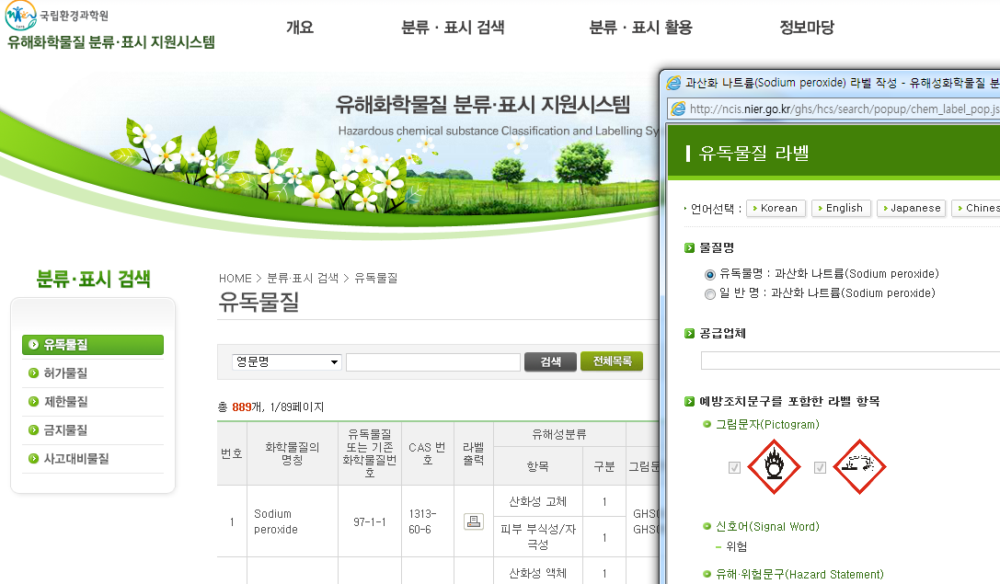 국립환경과학원
유해화학물질 분류·표시 지원시스템
개요
분류·표시 검색
분류·표시 활용
정보마당
유해화학물질 분류·표시 지원시스템
Hazardous chemical substance Classification and Labelling Sy
분류·표시 검색
유독물질
허가물질
제한물질
금지물질
사고대비물질
HOME > 분류·표시 검색 > 유독물질
유독물질
영문명
검색
전체목록
총 889개, 1/89페이지
번호
화학물질의
명칭
유독물질
또는 기존
화학물질번
호
CAS 번
호
라벨
출력
유해성분류
항목
구분
그림문
1
Sodium
peroxide
97-1-1
1313-
60-6
산화성 고체
1
피부 부식성/자
극성
1
GHS0
GHS0
산화성 액체
1
과산화 나트륨(Sodium peroxide) 라벨 작성 - 유해성화학물질 분
http://ncis.nier.go.kr/ghs/hcs/search/popup/chem_label_pop.js
유독물질 라벨
언어선택 :
Korean
English
Japanese
Chines
물질명
유독물명 : 과산화 나트륨(Sodium peroxide)
일 반 명 : 과산화 나트륨(Sodium peroxide)
공급업체
예방조치문구를 포함한 라벨 항목
그림문자(Pictogram)
신호어(Signal Word)
- 위험
유해·위험문구(Hazard Statement)